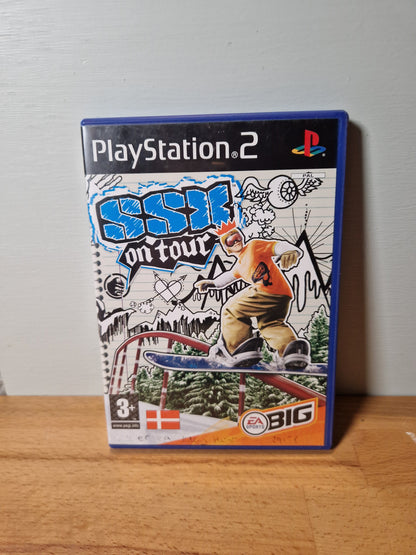 PlayStation®2
SSX
on tour
3+
www.pegi.info
EA
SPORTS
BIG